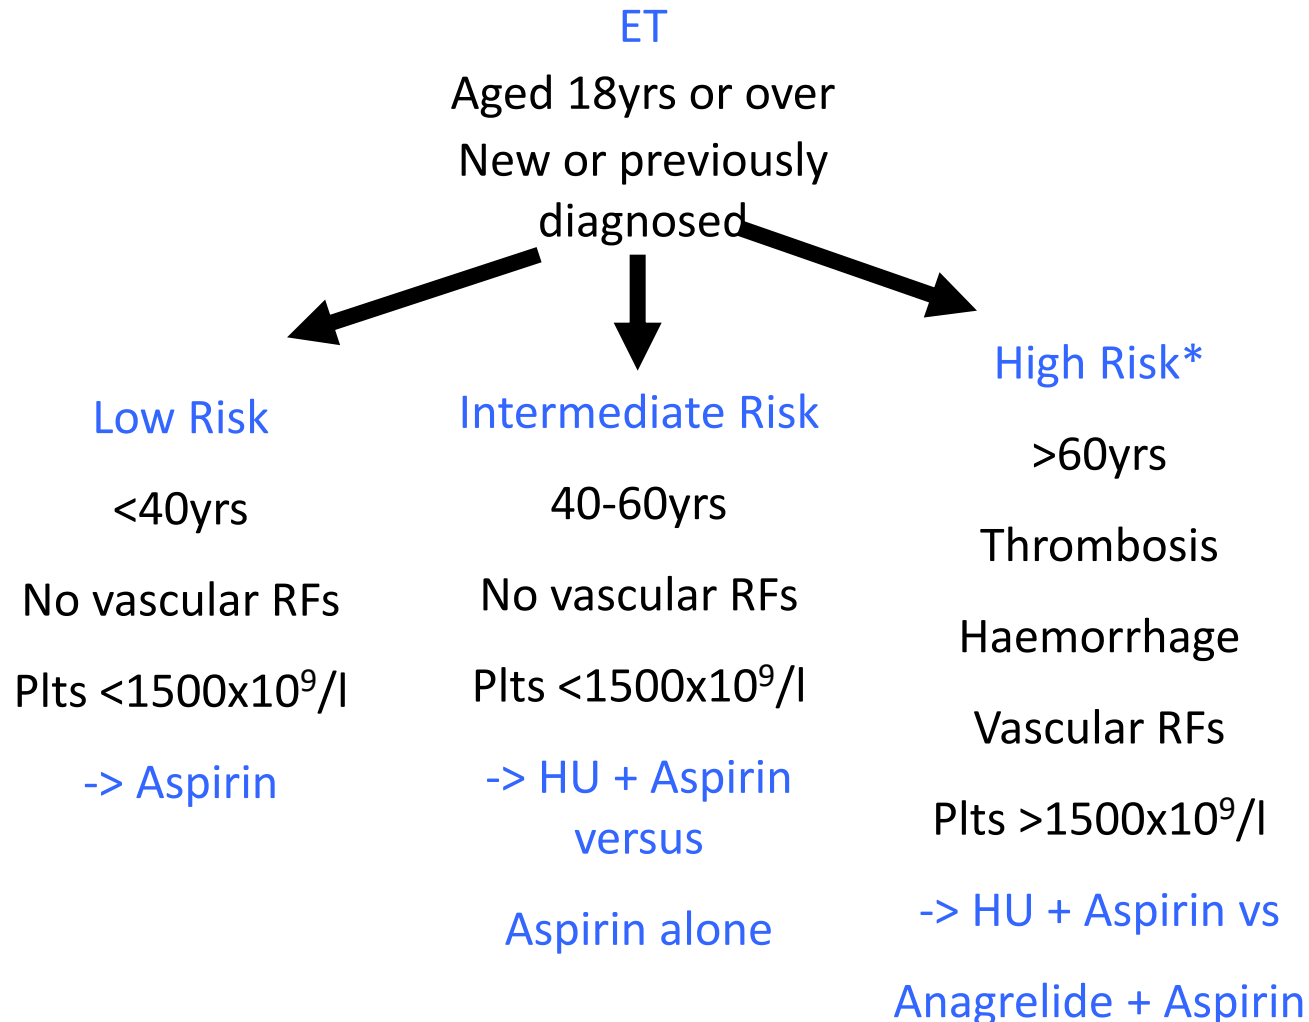 ET
Aged 18yrs or over
New or previously
diagnosed
Low Risk
<40yrs
No vascular RFs
Plts <1500x10⁹/l
-> Aspirin
Intermediate Risk
40-60yrs
No vascular RFs
Plts <1500x10⁹/l
-> HU + Aspirin
versus
Aspirin alone
High Risk*
>60yrs
Thrombosis
Haemorrhage
Vascular RFs
Plts >1500x10⁹/l
-> HU + Aspirin vs
Anagrelide + Aspirin